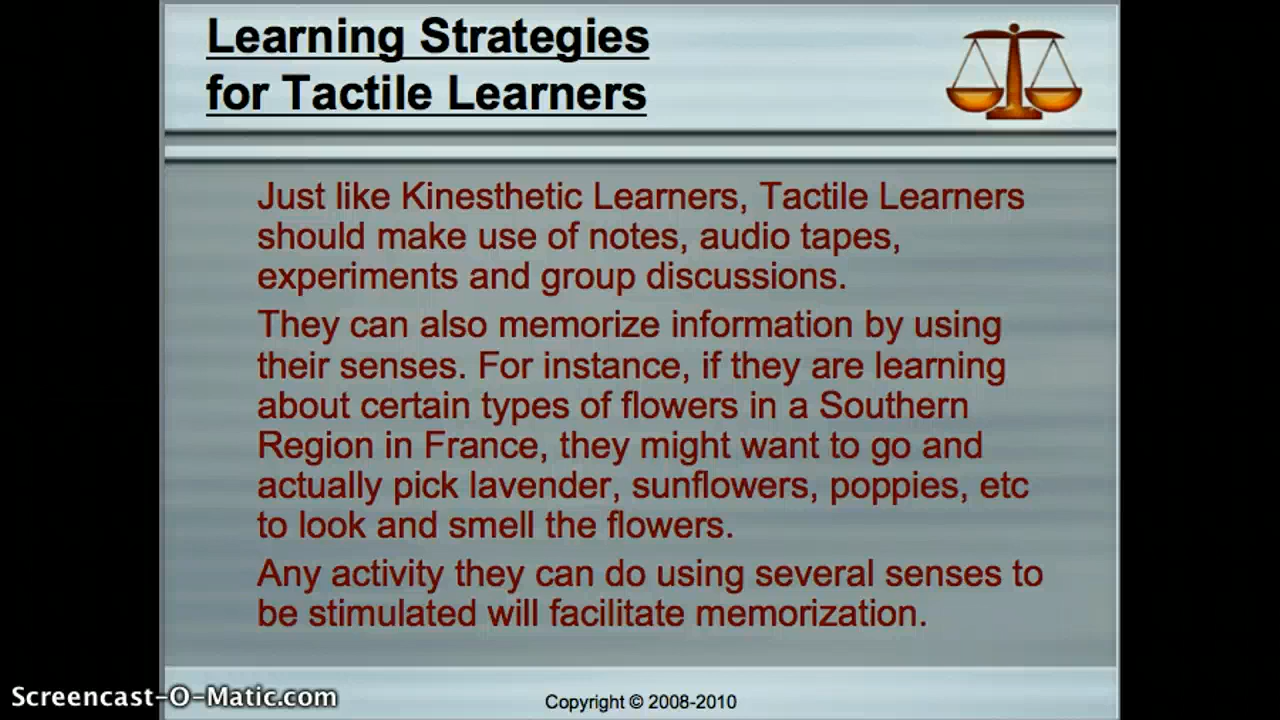 Learning Strategies
for Tactile Learners
Just like Kinesthetic Learners, Tactile Learners
should make use of notes, audio tapes,
experiments and group discussions.
They can also memorize information by using
their senses. For instance, if they are learning
about certain types of flowers in a Southern
Region in France, they might want to go and
actually pick lavender, sunflowers, poppies, etc
to look and smell the flowers.
Any activity they can do using several senses to
be stimulated will facilitate memorization.
Screencast-O-Matic.com
Copyright © 2008-2010